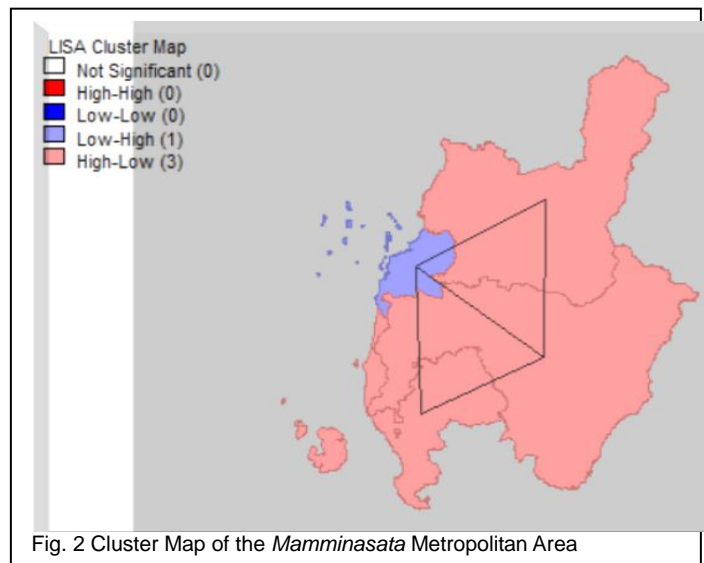 LISA Cluster Map
Not Significant (0)
High-High (0)
Low-Low (0)
Low-High (1)
High-Low (3)
Fig. 2 Cluster Map of the Mamminasata Metropolitan Area